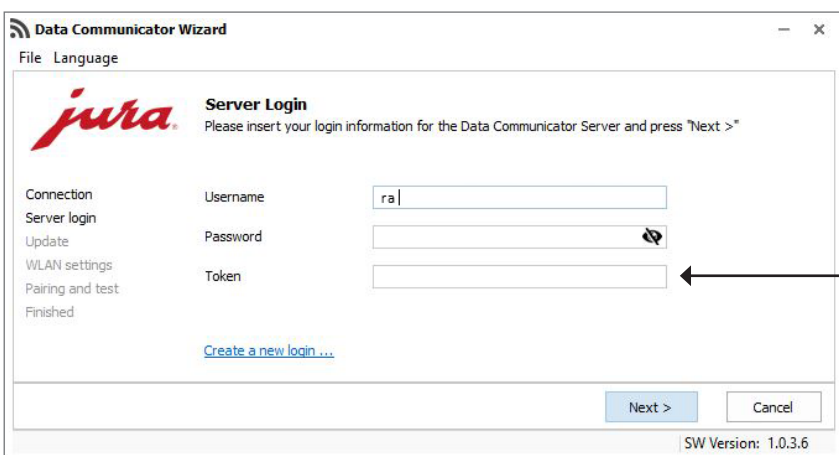 Data Communicator Wizard
File Language
jura
Server Login
Please insert your login information for the Data Communicator Server and press "Next >"
Connection
Server login
Update
WLAN settings
Pairing and test
Finished
Username ra
Password
Token
Create a new login ...
Next > Cancel
SW Version: 1.0.3.6